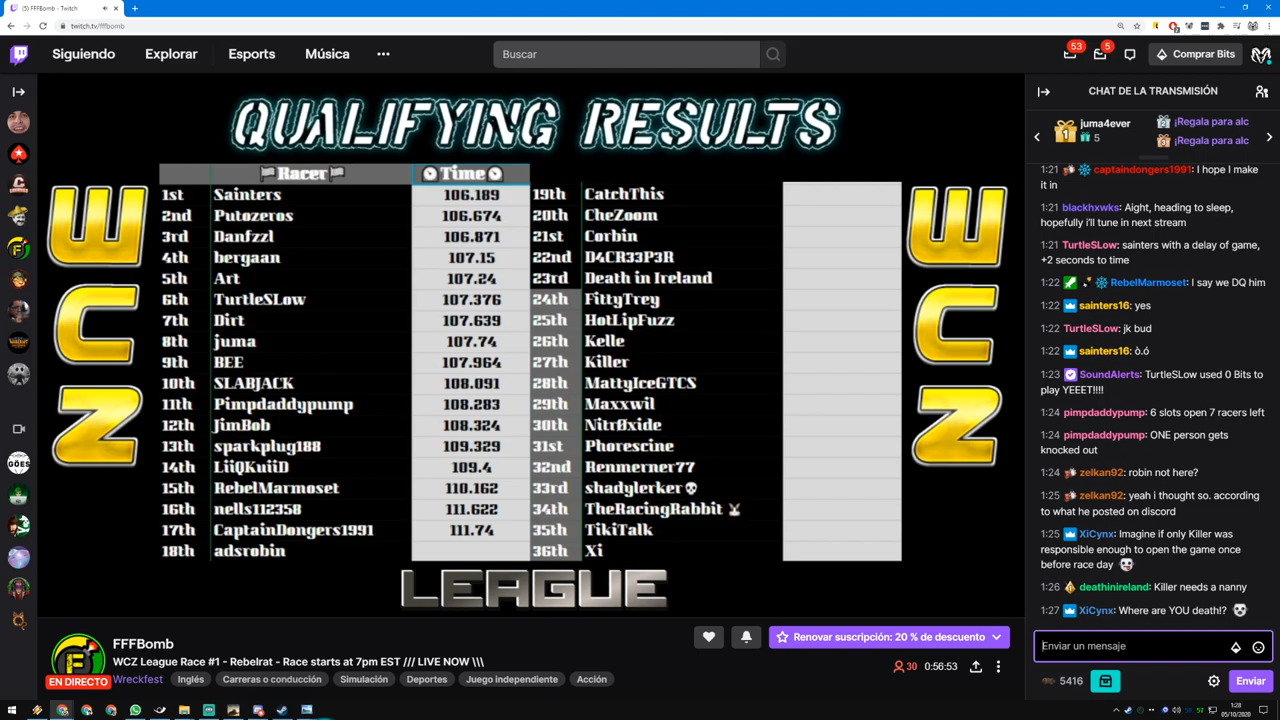 (5) FFFBomb - Twitch
twitch.tv/fffbomb
Siguiendo
Explorar
Esports
Música
Buscar
53
5
Comprar Bits
QUALIFYING RESULTS
WCZ
WCZ
Racer
Time
1st Sainters 106.189 19th CatchThis
2nd Putozeros 106.674 20th CheZoom
3rd Danfzzl 106.871 21st Corbin
4th bergaan 107.15 22nd D4CR33P3R
5th Art 107.24 23rd Death in Ireland
6th TurtleSLow 107.376 24th FittyTrey
7th Dirt 107.639 25th HotLipFuzz
8th juma 107.74 26th Kelle
9th BEE 107.964 27th Killer
10th SLABJACK 108.091 28th MattyIceGTCS
11th Pimpdaddypump 108.283 29th Maxxwil
12th JimBob 108.324 30th Nitr0xide
13th sparkplug188 109.329 31st Phorescine
14th LiiQKuiiD 109.4 32nd Renmerner77
15th RebelMarmoset 110.162 33rd shadylerker
16th nells112358 111.622 34th TheRacingRabbit
17th CaptainDongers1991 111.74 35th TikiTalk
18th adsrobin 36th Xi
LEAGUE
FFFBomb
WCZ League Race #1 - Rebelrat - Race starts at 7pm EST /// LIVE NOW \\\
EN DIRECTO
Wreckfest
Inglés
Carreras o conducción
Simulación
Deportes
Juego independiente
Acción
Renovar suscripción: 20 % de descuento
30
0:56:53
CHAT DE LA TRANSMISIÓN
1
juma4ever
5
2
¡Regala para alc
3
¡Regala para alc
1:21 captaindongers1991: I hope I make
it in
1:21 blackhxwks: Aight, heading to sleep,
hopefully i'll tune in next stream
1:21 TurtleSLow: sainters with a delay of game,
+2 seconds to time
1:22 RebelMarmoset: I say we DQ him
1:22 sainters16: yes
1:22 TurtleSLow: jk bud
1:22 sainters16: ò.ó
1:23 SoundAlerts: TurtleSLow used 0 Bits to
play YEEET!!!!
1:24 pimpdaddypump: 6 slots open 7 racers left
1:24 pimpdaddypump: ONE person gets
knocked out
1:24 zelkan92: robin not here?
1:25 zelkan92: yeah i thought so. according
to what he posted on discord
1:25 XiCynx: Imagine if only Killer was
responsible enough to open the game once
before race day
1:26 deathinireland: Killer needs a nanny
1:27 XiCynx: Where are YOU death!?
Enviar un mensaje
5416
Enviar
1:28
05/10/2020